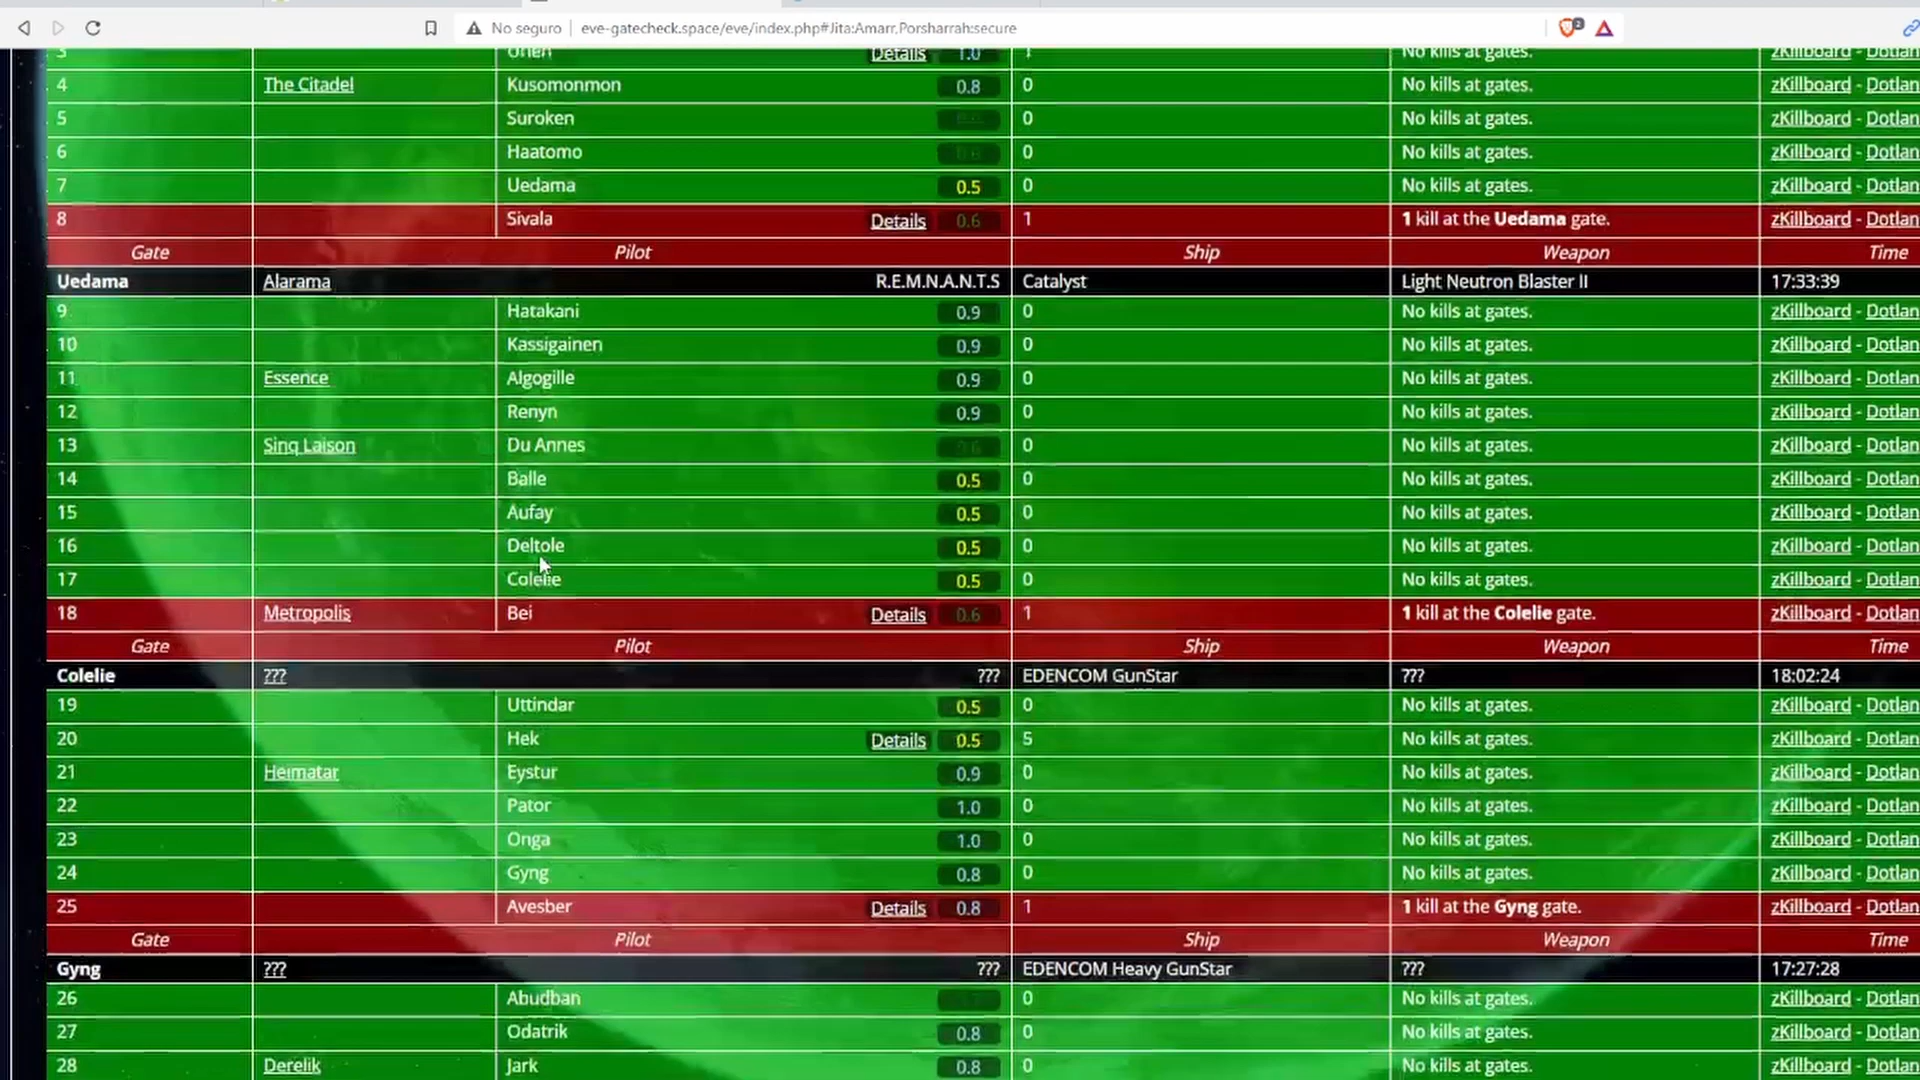 No seguro | eve-gatecheck.space/eve/index.php#Jita:Amarr,Porsharrah:secure 2
3 Details 1.0 1 No kills at gates. zKillboard - Dotlan
4 The Citadel Kusomonmon 0.8 0 No kills at gates. zKillboard - Dotlan
5 Suroken 0 No kills at gates. zKillboard - Dotlan
6 Haatomo 0.6 0 No kills at gates. zKillboard - Dotlan
7 Uedama 0.5 0 No kills at gates. zKillboard - Dotlan
8 Sivala Details 0.6 1 1 kill at the Uedama gate. zKillboard - Dotlan
Gate Pilot Ship Weapon Time
Uedama Alarama R.E.M.N.A.N.T.S Catalyst Light Neutron Blaster II 17:33:39
9 Hatakani 0.9 0 No kills at gates. zKillboard - Dotlan
10 Kassigainen 0.9 0 No kills at gates. zKillboard - Dotlan
11 Essence Algogille 0.9 0 No kills at gates. zKillboard - Dotlan
12 Renyn 0.9 0 No kills at gates. zKillboard - Dotlan
13 Sinq Laison Du Annes 0.6 0 No kills at gates. zKillboard - Dotlan
14 Balle 0.5 0 No kills at gates. zKillboard - Dotlan
15 Aufay 0.5 0 No kills at gates. zKillboard - Dotlan
16 Deltole 0.5 0 No kills at gates. zKillboard - Dotlan
17 Colelie 0.5 0 No kills at gates. zKillboard - Dotlan
18 Metropolis Bei Details 0.6 1 1 kill at the Colelie gate. zKillboard - Dotlan
Gate Pilot Ship Weapon Time
Colelie ??? ??? EDENCOM GunStar ??? 18:02:24
19 Uttindar 0.5 0 No kills at gates. zKillboard - Dotlan
20 Hek Details 0.5 5 No kills at gates. zKillboard - Dotlan
21 Heimatar Eystur 0.9 0 No kills at gates. zKillboard - Dotlan
22 Pator 1.0 0 No kills at gates. zKillboard - Dotlan
23 Onga 1.0 0 No kills at gates. zKillboard - Dotlan
24 Gyng 0.8 0 No kills at gates. zKillboard - Dotlan
25 Avesber Details 0.8 1 1 kill at the Gyng gate. zKillboard - Dotlan
Gate Pilot Ship Weapon Time
Gyng ??? ??? EDENCOM Heavy GunStar ??? 17:27:28
26 Abudban 0 No kills at gates. zKillboard - Dotlan
27 Odatrik 0.8 0 No kills at gates. zKillboard - Dotlan
28 Derelik Jark 0.8 0 No kills at gates. zKillboard - Dotlan